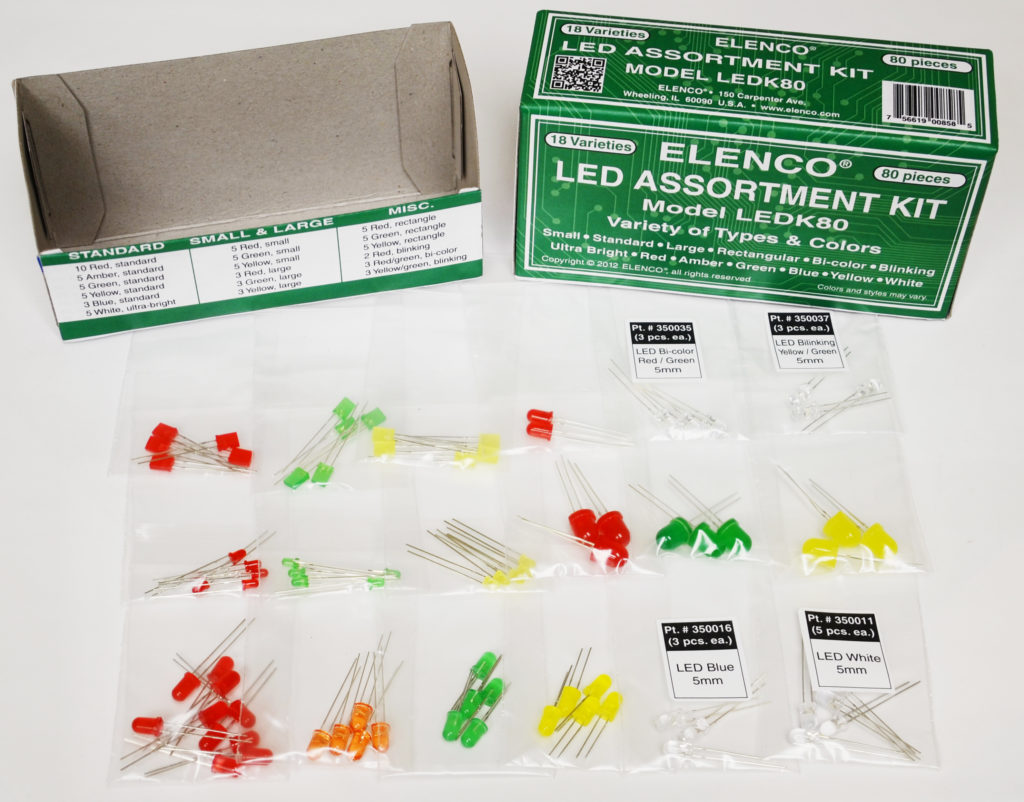 18 Varieties
ELENCO®
80 pieces
LED ASSORTMENT KIT
MODEL LEDK80
ELENCO® • 150 Carpenter Ave.
Wheeling, IL 60090 U.S.A. • www.elenco.com
7 56619 00858 5
18 Varieties
ELENCO®
80 pieces
LED ASSORTMENT KIT
Model LEDK80
Variety of Types & Colors
Small • Standard • Large • Rectangular • Bi-color • Blinking
Ultra Bright • Red • Amber • Green • Blue • Yellow • White
Copyright © 2012 ELENCO®, all rights reserved
Colors and styles may vary.
STANDARD
10 Red, standard
5 Amber, standard
5 Green, standard
5 Yellow, standard
3 Blue, standard
5 White, ultra-bright
SMALL & LARGE
5 Red, small
5 Green, small
5 Yellow, small
3 Red, large
3 Green, large
3 Yellow, large
MISC.
5 Red, rectangle
5 Green, rectangle
5 Yellow, rectangle
2 Red, blinking
3 Red/green, bi-color
3 Yellow/green, blinking
Pt. # 350035
(3 pcs. ea.)
LED Bi-color
Red / Green
5mm
Pt. # 350037
(3 pcs. ea.)
LED Bilinking
Yellow / Green
5mm
Pt. # 350016
(3 pcs. ea.)
LED Blue
5mm
Pt. # 350011
(5 pcs. ea.)
LED White
5mm